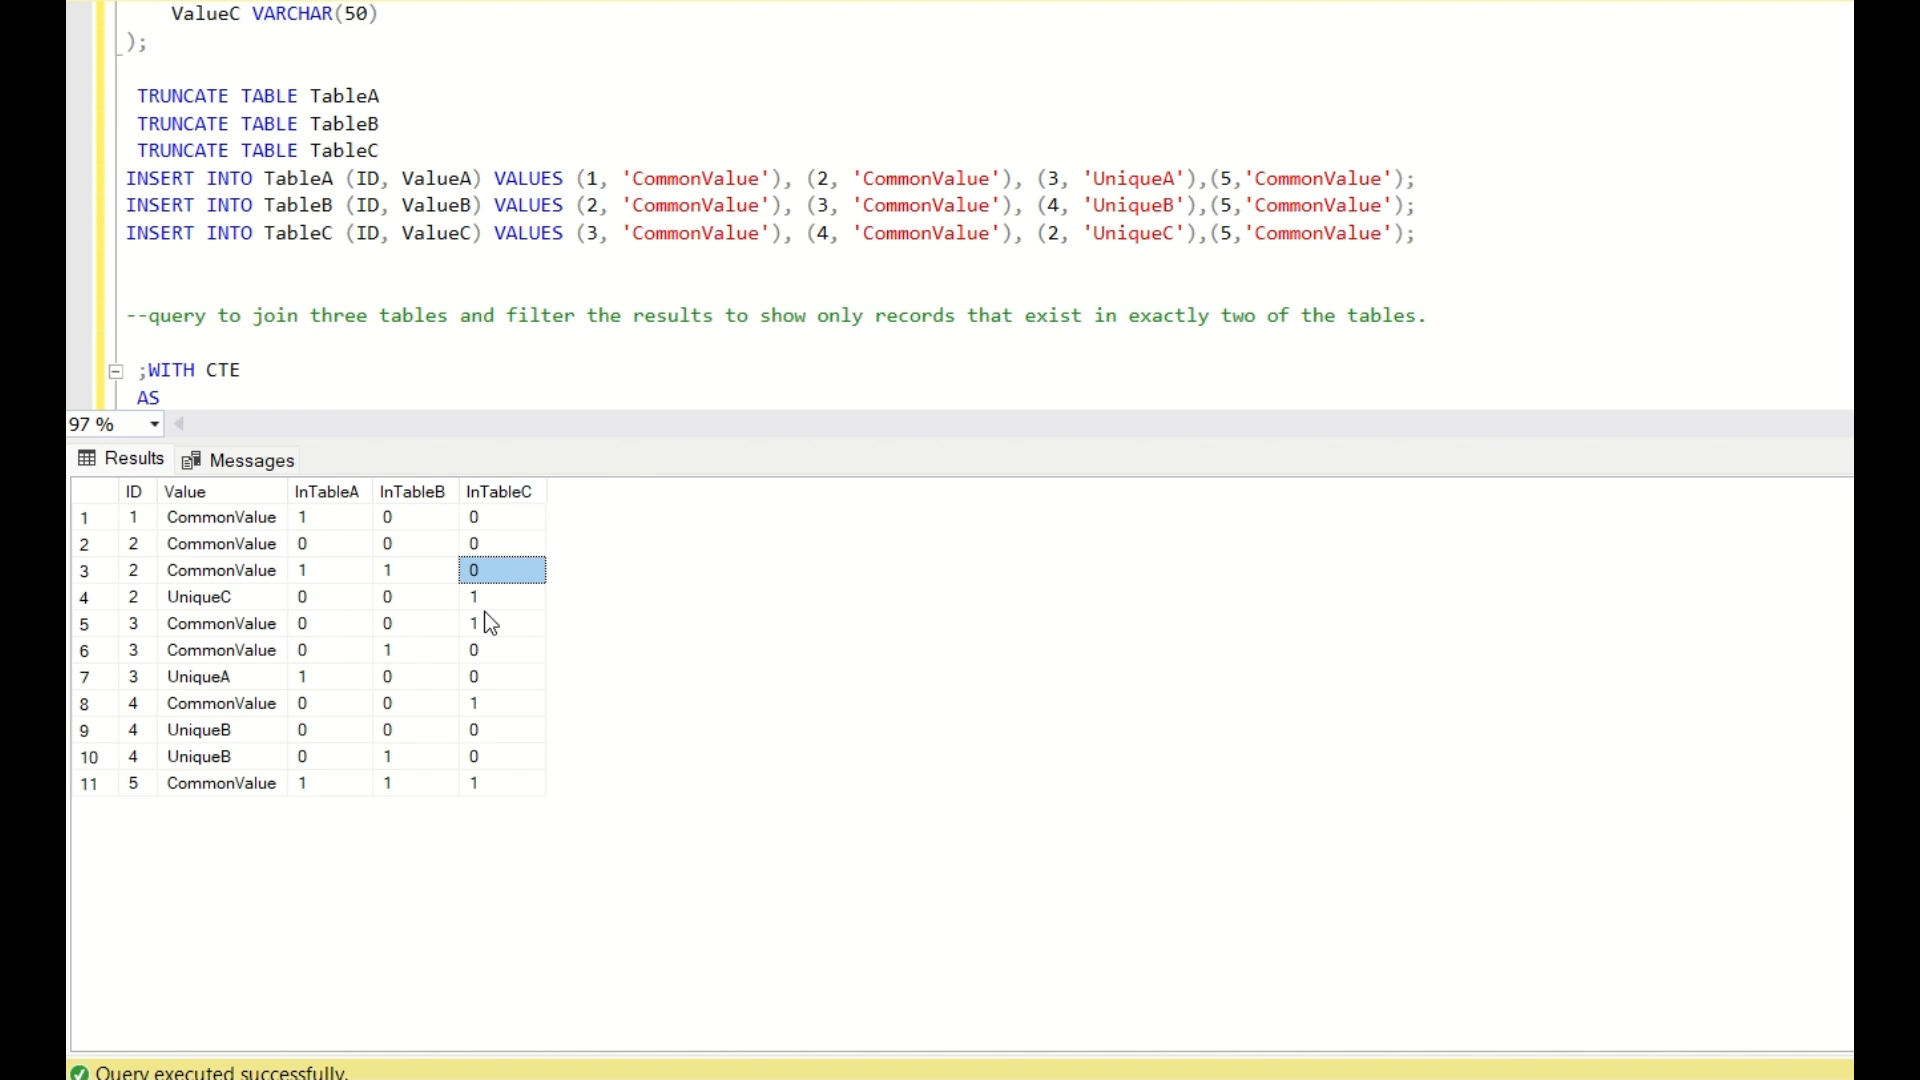 ValueC VARCHAR(50)
);
TRUNCATE TABLE TableA
TRUNCATE TABLE TableB
TRUNCATE TABLE TableC
INSERT INTO TableA (ID, ValueA) VALUES (1, 'CommonValue'), (2, 'CommonValue'), (3, 'UniqueA'),(5,'CommonValue');
INSERT INTO TableB (ID, ValueB) VALUES (2, 'CommonValue'), (3, 'CommonValue'), (4, 'UniqueB'),(5,'CommonValue');
INSERT INTO TableC (ID, ValueC) VALUES (3, 'CommonValue'), (4, 'CommonValue'), (2, 'UniqueC'),(5,'CommonValue');
--query to join three tables and filter the results to show only records that exist in exactly two of the tables.
;WITH CTE
AS
97 %
Results Messages
ID Value InTableA InTableB InTableC
1 1 CommonValue 1 0 0
2 2 CommonValue 0 0 0
3 2 CommonValue 1 1 0
4 2 UniqueC 0 0 1
5 3 CommonValue 0 0 1
6 3 CommonValue 0 1 0
7 3 UniqueA 1 0 0
8 4 CommonValue 0 0 1
9 4 UniqueB 0 0 0
10 4 UniqueB 0 1 0
11 5 CommonValue 1 1 1
Query executed successfully.